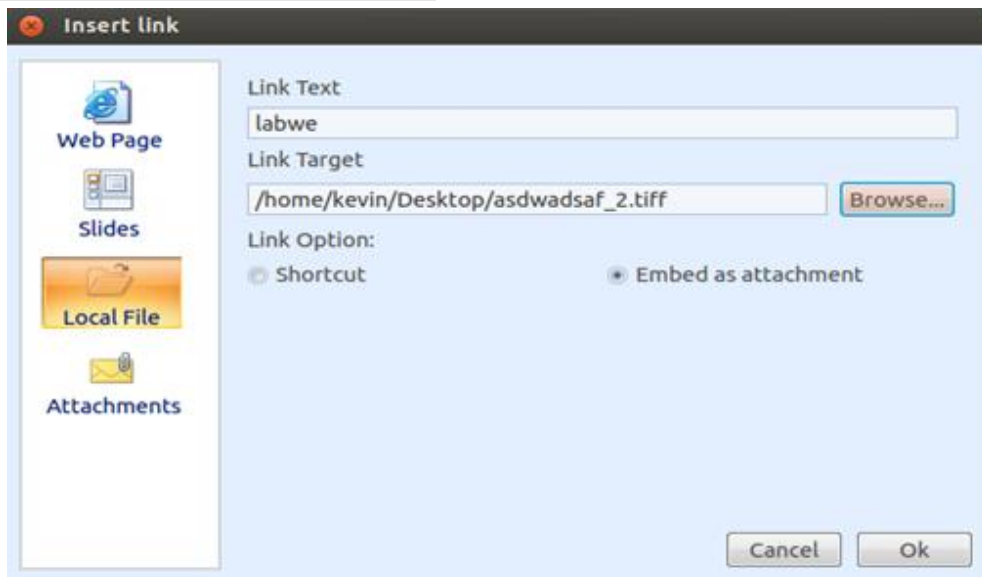 Insert link
Web Page
Slides
Local File
Attachments
Link Text
labwe
Link Target
/home/kevin/Desktop/asdwadsaf_2.tiff
Browse...
Link Option:
Shortcut
Embed as attachment
Cancel
Ok